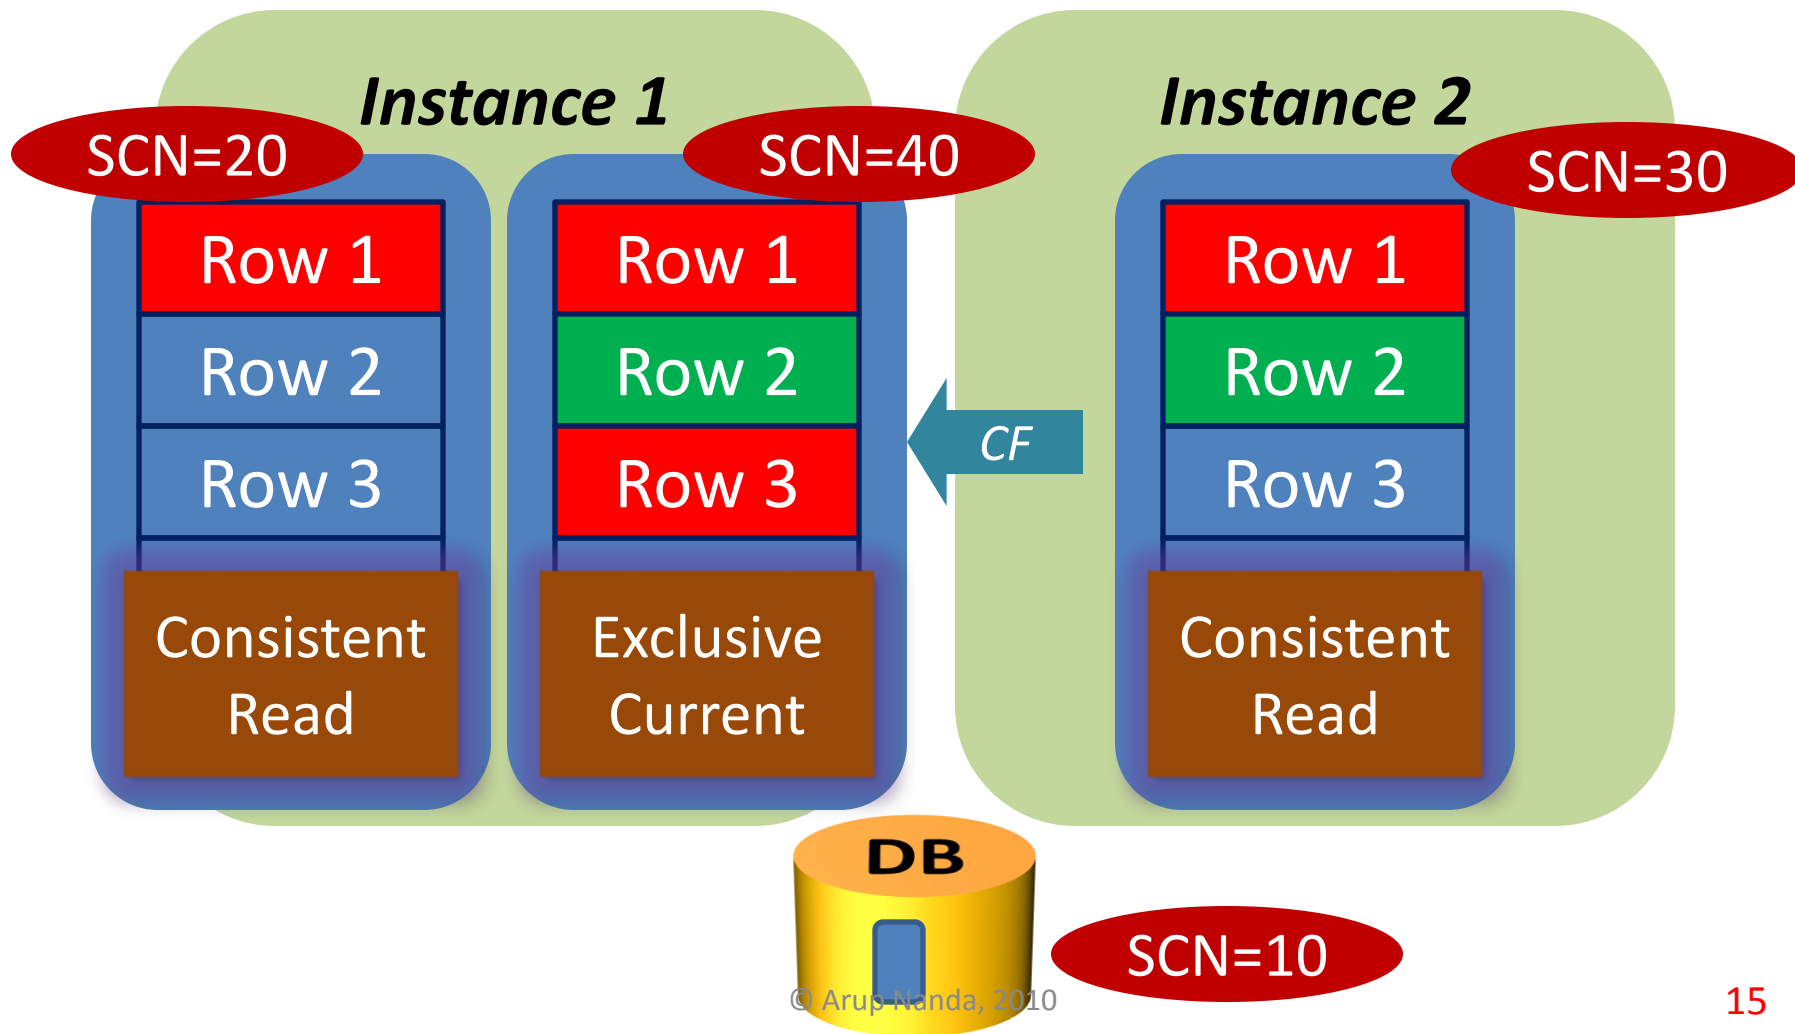 Instance 1
SCN=20
SCN=40
Row 1
Row 2
Row 3
Consistent
Read
Row 1
Row 2
Row 3
Exclusive
Current
CF
Instance 2
SCN=30
Row 1
Row 2
Row 3
Consistent
Read
DB
SCN=10
© Arup Nanda, 2010
15